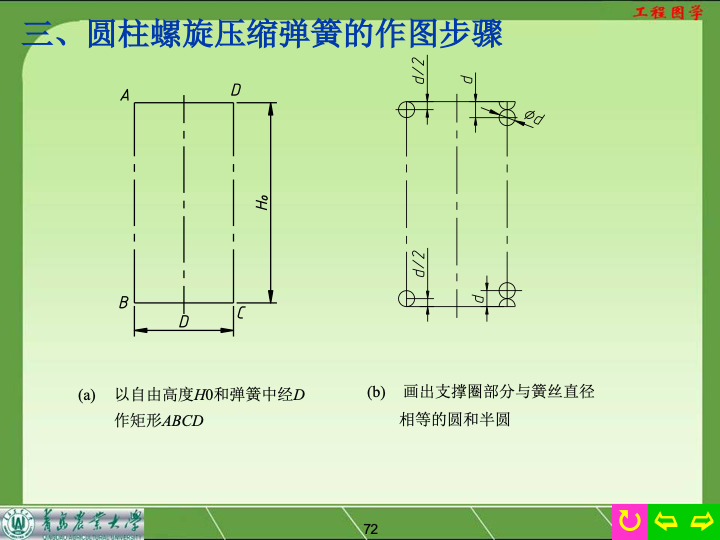 工程图学
三、圆柱螺旋压缩弹簧的作图步骤
A
D
H₀
B
C
D
d/2
d
⌀d
d/2
d
(a) 以自由高度H0和弹簧中经D
作矩形ABCD
(b) 画出支撑圈部分与簧丝直径
相等的圆和半圆
青岛农业大学
72